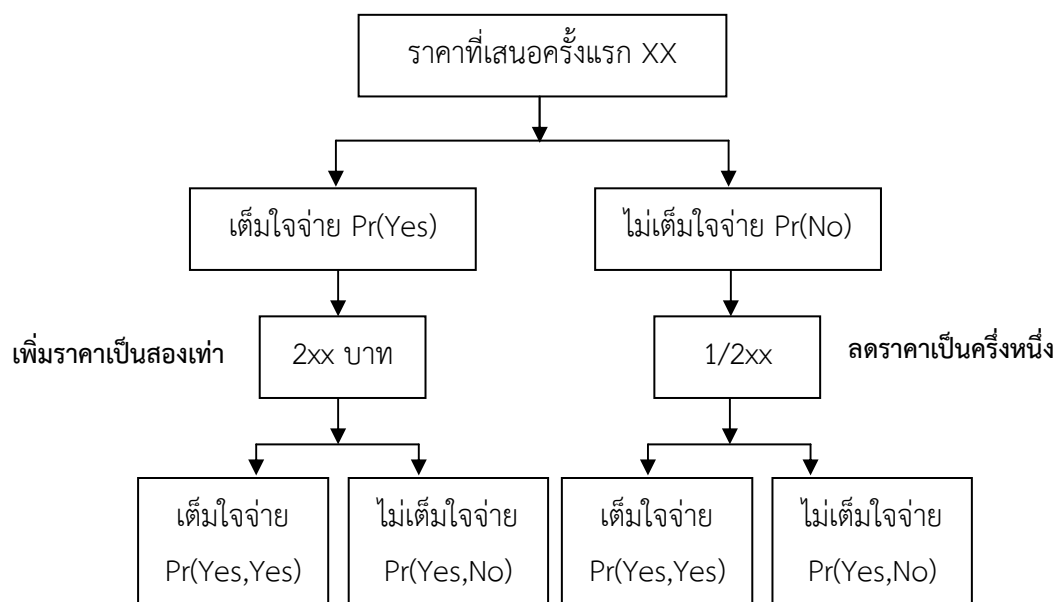 ราคาที่เสนอครั้งแรก XX
เต็มใจจ่าย Pr(Yes)
ไม่เต็มใจจ่าย Pr(No)
เพิ่มราคาเป็นสองเท่า
2xx บาท
1/2xx
ลดราคาเป็นครึ่งหนึ่ง
เต็มใจจ่าย
Pr(Yes,Yes)
ไม่เต็มใจจ่าย
Pr(Yes,No)
เต็มใจจ่าย
Pr(Yes,Yes)
ไม่เต็มใจจ่าย
Pr(Yes,No)